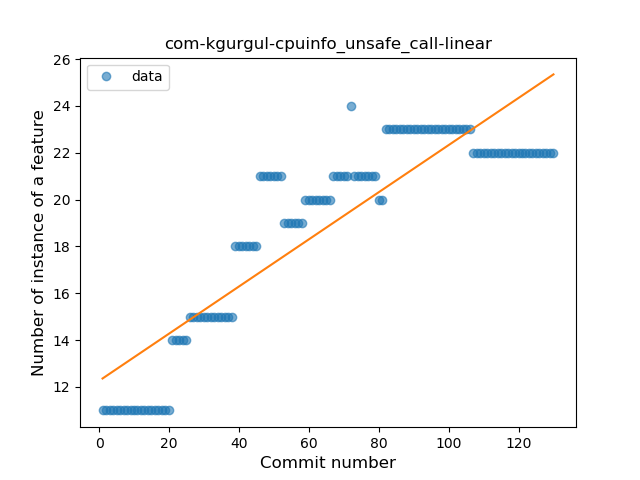 com-kgurgul-cpuinfo_unsafe_call-linear
data
Number of instance of a feature
26
24
22
20
18
16
14
12
0 20 40 60 80 100 120
Commit number